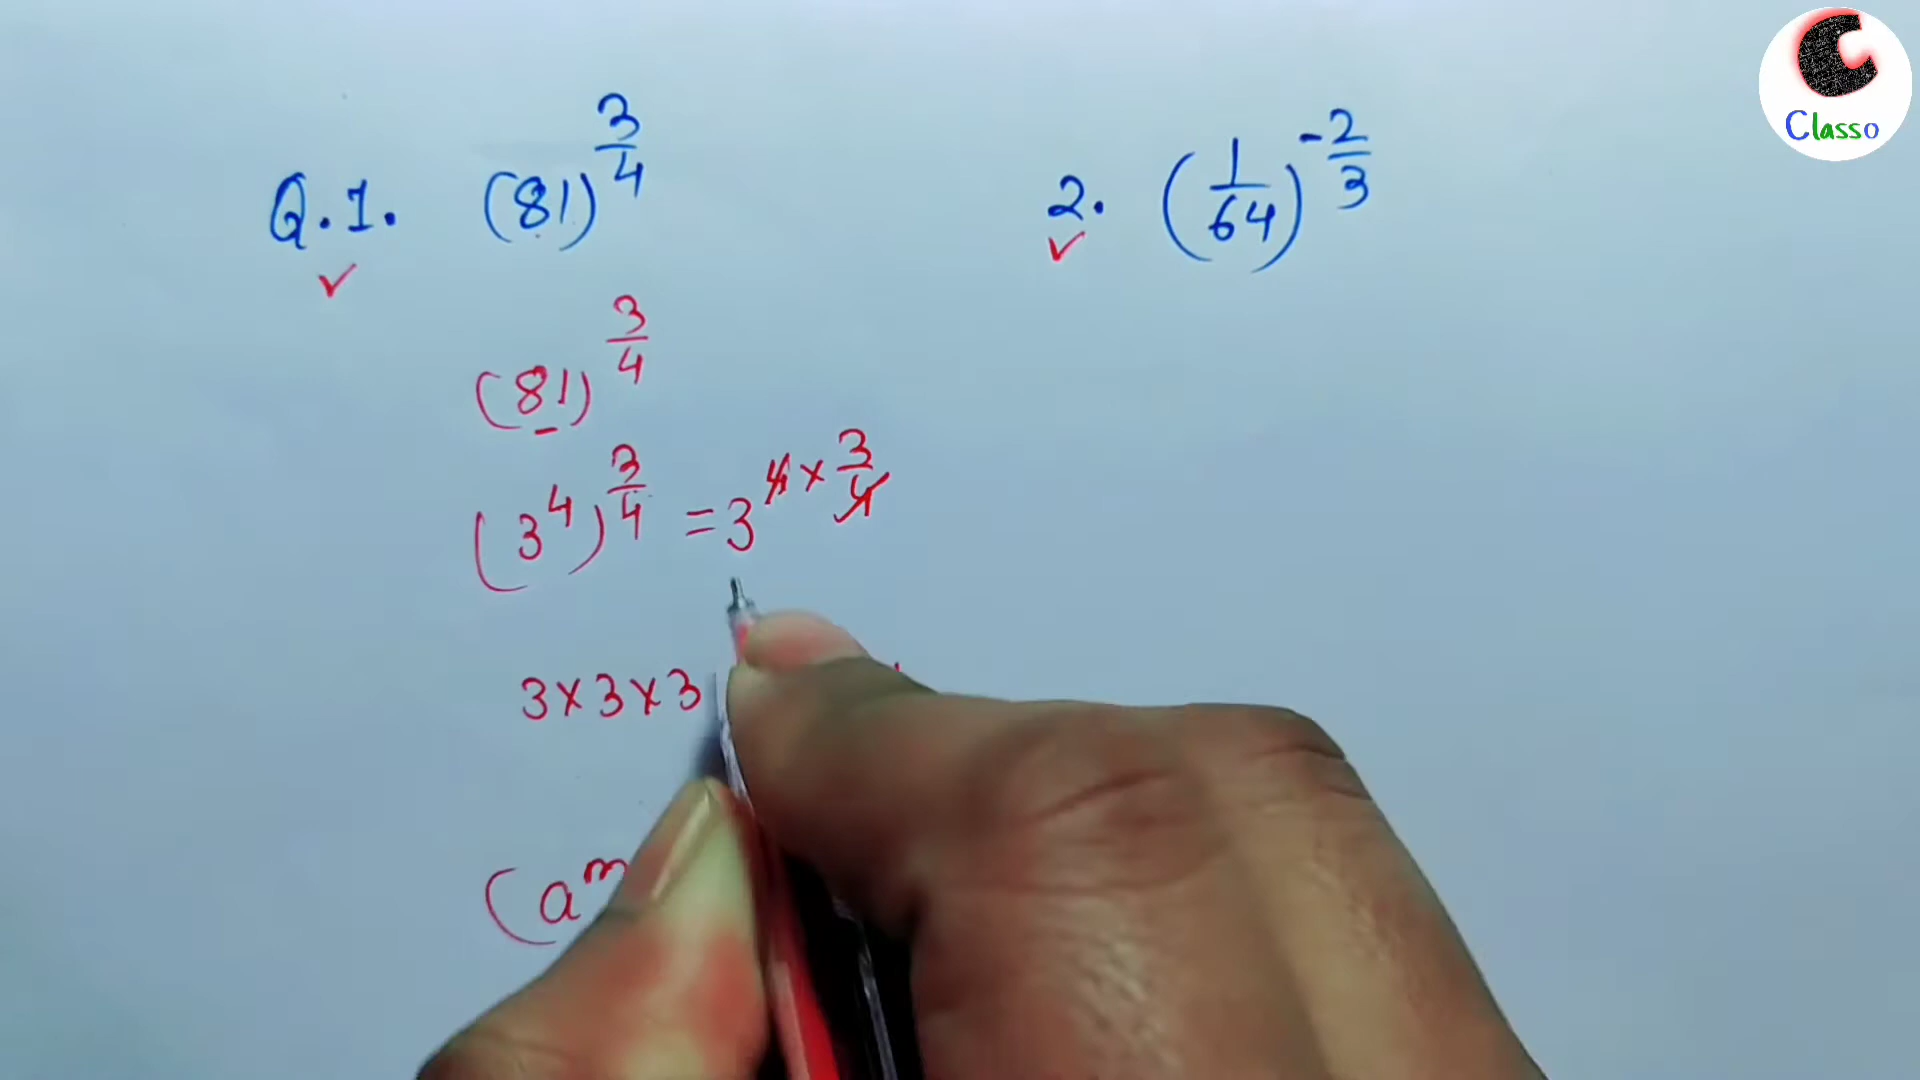 Q.1. (81)^(3/4)
2. (1/64)^(-2/3)
(81)^(3/4)
(3^4)^(3/4) = 3^(4 × 3/4)
3 × 3 × 3
(a^m
C
Classo